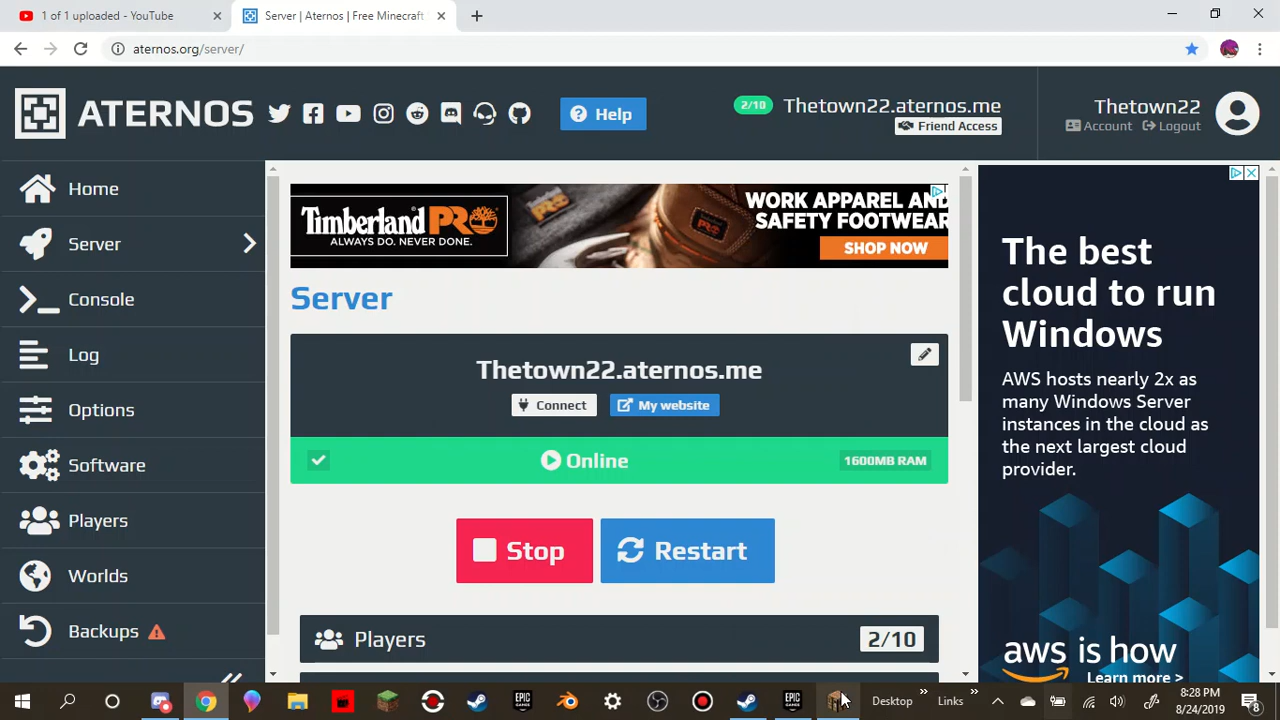 1 of 1 uploaded - YouTube
Server | Aternos | Free Minecraft
aternos.org/server/
ATERNOS
Help
2/10
Thetown22.aternos.me
Friend Access
Thetown22
Account
Logout
Home
Server
Console
Log
Options
Software
Players
Worlds
Backups
Timberland PRO
ALWAYS DO. NEVER DONE.
WORK APPAREL AND
SAFETY FOOTWEAR
SHOP NOW
Server
Thetown22.aternos.me
Connect
My website
Online
1600MB RAM
Stop
Restart
Players
2/10
The best
cloud to run
Windows
AWS hosts nearly 2x as
many Windows Server
instances in the cloud as
the next largest cloud
provider.
aws is how
Learn more >
EPIC
GAMES
EPIC
GAMES
Desktop
Links
8:28 PM
8/24/2019
8